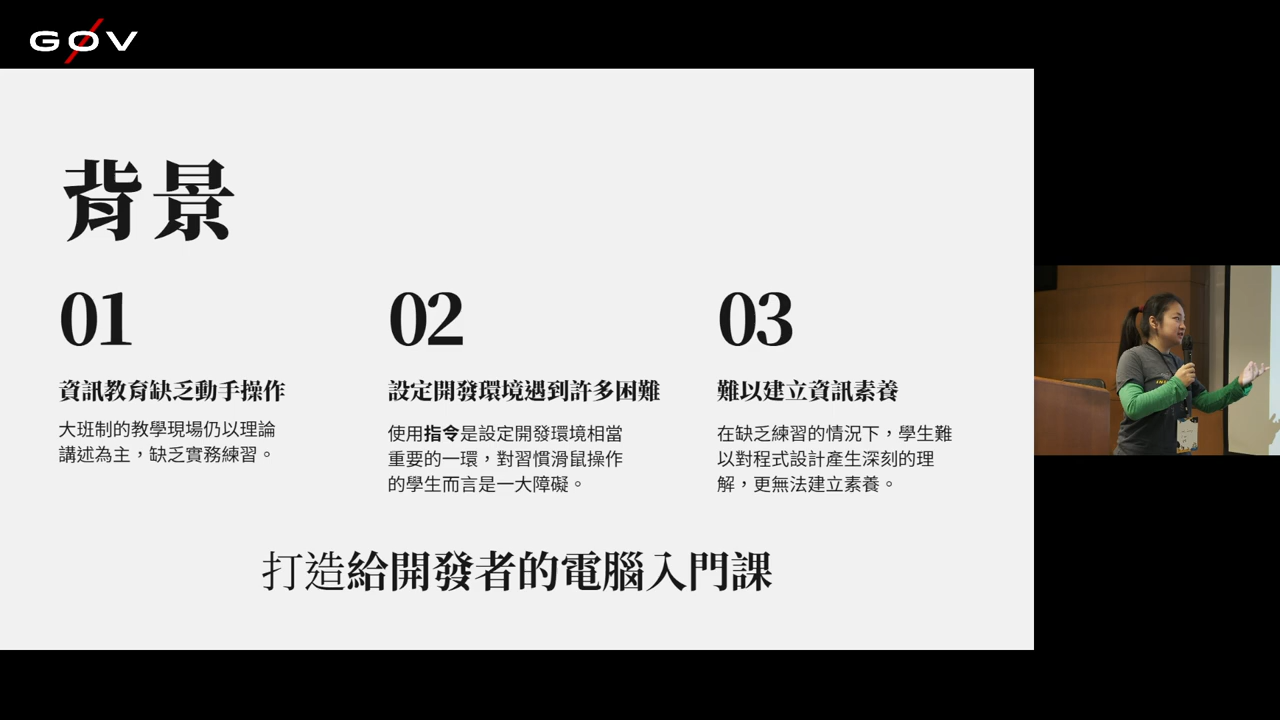 GØV
背景
01
資訊教育缺乏動手操作
大班制的教學現場仍以理論
講述為主，缺乏實務練習。
02
設定開發環境遇到許多困難
使用指令是設定開發環境相當
重要的一環，對習慣滑鼠操作
的學生而言是一大障礙。
03
難以建立資訊素養
在缺乏練習的情況下，學生難
以對程式設計產生深刻的理
解，更無法建立素養。
打造給開發者的電腦入門課